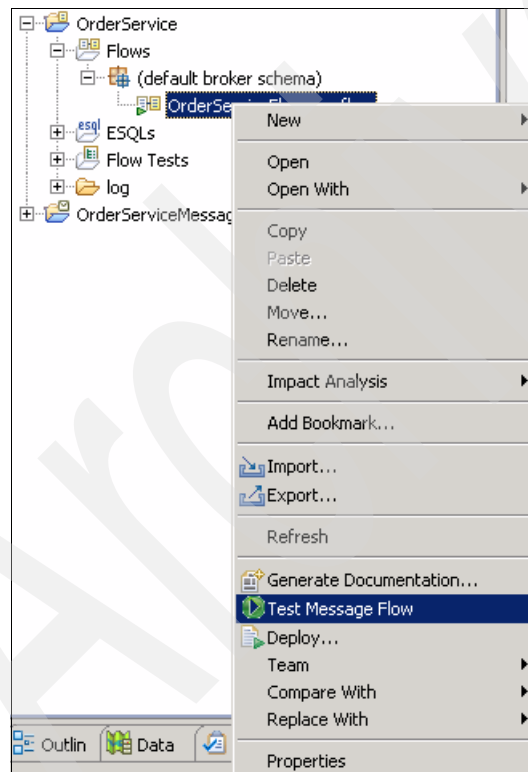 OrderService
Flows
(default broker schema)
ESQLs
Flow Tests
log
New
Open
Open With
Copy
Paste
Delete
Move...
Rename...
Impact Analysis
Add Bookmark...
Import...
Export...
Refresh
Generate Documentation...
Test Message Flow
Deploy...
Team
Compare With
Replace With
Properties
esql
Outlin
Data